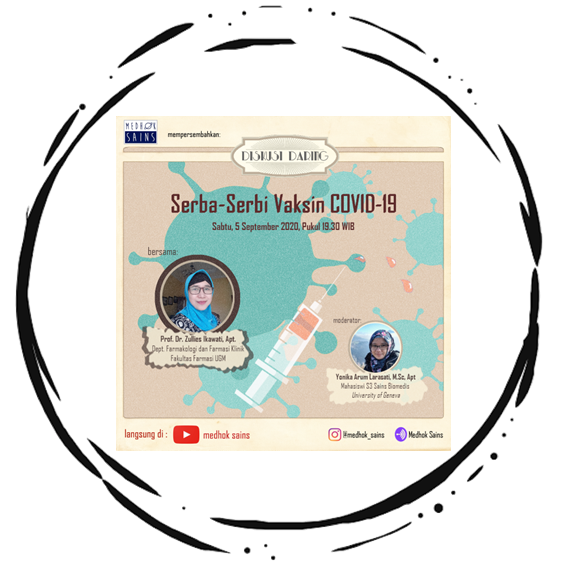 MEDHOK
SAINS
mempersembahkan:
DISKUSI DARING
Serba-Serbi Vaksin COVID-19
Sabtu, 5 September 2020, Pukul 19.30 WIB
bersama:
Prof. Dr. Zullies Ikawati, Apt.
Dept. Farmakologi dan Farmasi Klinik
Fakultas Farmasi UGM
moderator:
Yonika Arum Larasati, M.Sc, Apt
Mahasiswi S3 Sains Biomedis
University of Geneva
langsung di :
medhok sains
@medhok_sains
Medhok Sains